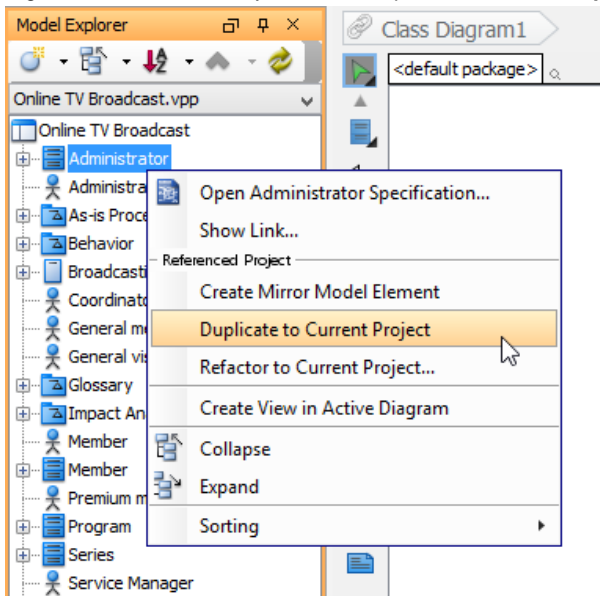 Model Explorer
Class Diagram1
<default package>
Online TV Broadcast.vpp
Online TV Broadcast
Administrator
Administra
Open Administrator Specification...
As-is Proce
Show Link...
Behavior
Referenced Project
Broadcasti
Create Mirror Model Element
Coordinato
General me
Duplicate to Current Project
General vis
Refactor to Current Project...
Glossary
Impact An
Create View in Active Diagram
Member
Collapse
Member
Expand
Premium m
Program
Sorting
Series
Service Manager